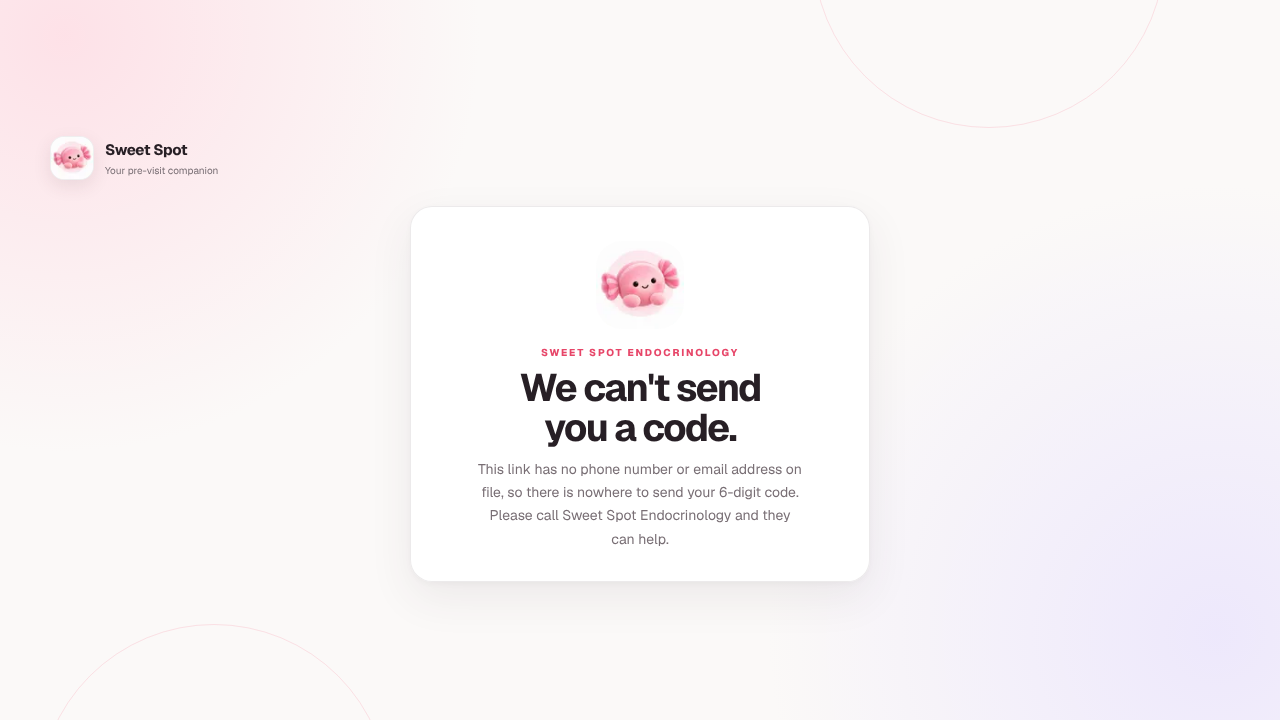 Sweet Spot
Your pre-visit companion
SWEET SPOT ENDOCRINOLOGY
We can't send
you a code.
This link has no phone number or email address on
file, so there is nowhere to send your 6-digit code.
Please call Sweet Spot Endocrinology and they
can help.